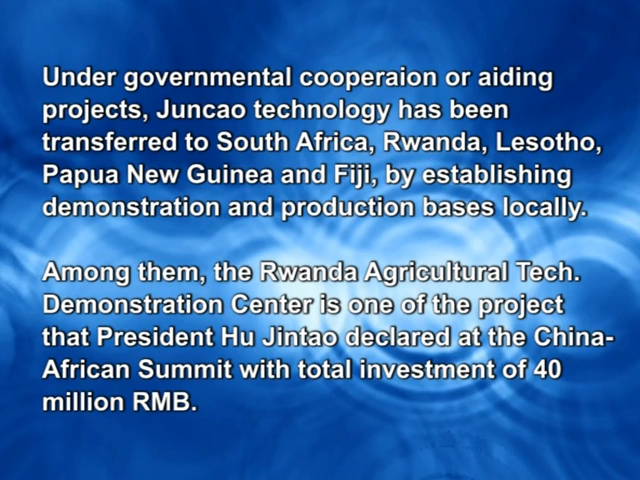 Under governmental cooperaion or aiding
projects, Juncao technology has been
transferred to South Africa, Rwanda, Lesotho,
Papua New Guinea and Fiji, by establishing
demonstration and production bases locally.
Among them, the Rwanda Agricultural Tech.
Demonstration Center is one of the project
that President Hu Jintao declared at the China-
African Summit with total investment of 40
million RMB.